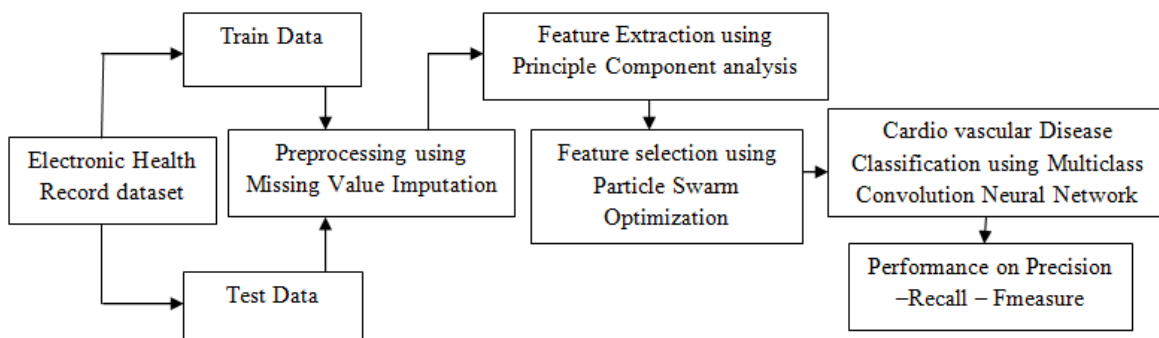 Train Data
Electronic Health
Record dataset
Test Data
Preprocessing using
Missing Value Imputation
Feature Extraction using
Principle Component analysis
Feature selection using
Particle Swarm
Optimization
Cardio vascular Disease
Classification using Multiclass
Convolution Neural Network
Performance on Precision
–Recall – Fmeasure